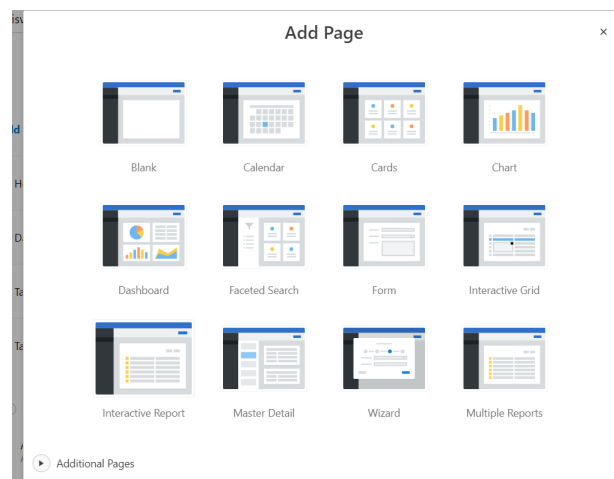 Add Page
×
Blank
Calendar
Cards
Chart
Dashboard
Faceted Search
Form
Interactive Grid
Interactive Report
Master Detail
Wizard
Multiple Reports
Additional Pages